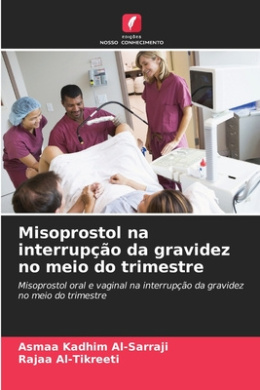 edições
NOSSO CONHECIMENTO
Misoprostol na
interrupção da gravidez
no meio do trimestre
Misoprostol oral e vaginal na interrupção da gravidez
no meio do trimestre
Asmaa Kadhim Al-Sarraji
Rajaa Al-Tikreeti